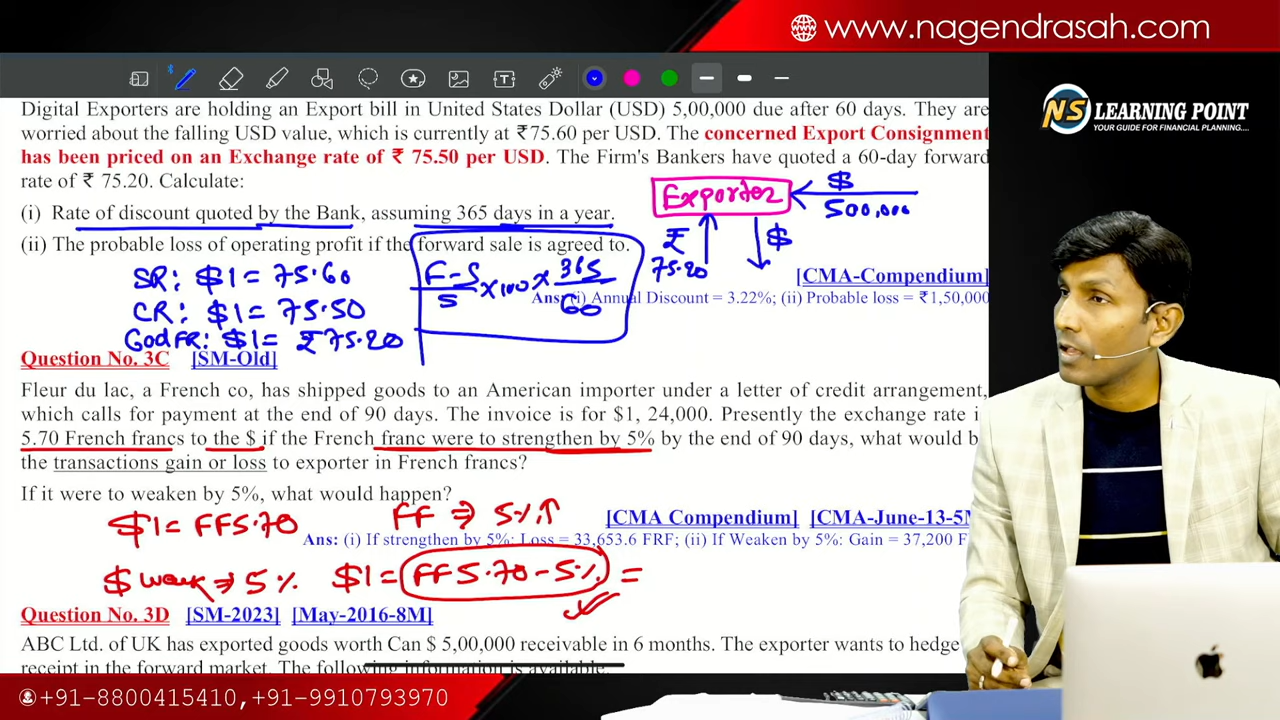 www.nagendrasah.com
NS LEARNING POINT
YOUR GUIDE FOR FINANCIAL PLANNING....
Digital Exporters are holding an Export bill in United States Dollar (USD) 5,00,000 due after 60 days. They are
worried about the falling USD value, which is currently at ₹75.60 per USD. The concerned Export Consignment
has been priced on an Exchange rate of ₹ 75.50 per USD. The Firm's Bankers have quoted a 60-day forward
rate of ₹ 75.20. Calculate:
(i) Rate of discount quoted by the Bank, assuming 365 days in a year.
(ii) The probable loss of operating profit if the forward sale is agreed to.
Exporter
$
500,000
₹
75.20
$
SR: $1 = 75.60
CR: $1 = 75.50
God FR: $1 = ₹75.20
F-S
S
×100×
365
60
[CMA-Compendium]
Ans: (i) Annual Discount = 3.22%; (ii) Probable loss = ₹1,50,000
Question No. 3C [SM-Old]
Fleur du lac, a French co, has shipped goods to an American importer under a letter of credit arrangement,
which calls for payment at the end of 90 days. The invoice is for $1, 24,000. Presently the exchange rate i
5.70 French francs to the $ if the French franc were to strengthen by 5% by the end of 90 days, what would b
the transactions gain or loss to exporter in French francs?
If it were to weaken by 5%, what would happen?
$1 = FF5.70
FF ⇒ 5%↑
[CMA Compendium] [CMA-June-13-5M
Ans: (i) If strengthen by 5%: Loss = 33,653.6 FRF; (ii) If Weaken by 5%: Gain = 37,200 F
$ weak ⇒ 5%
$1 = FF 5.70 - 5% =
Question No. 3D [SM-2023] [May-2016-8M]
ABC Ltd. of UK has exported goods worth Can $ 5,00,000 receivable in 6 months. The exporter wants to hedge
receipt in the forward market. The following information is available.
+91-8800415410,+91-9910793970